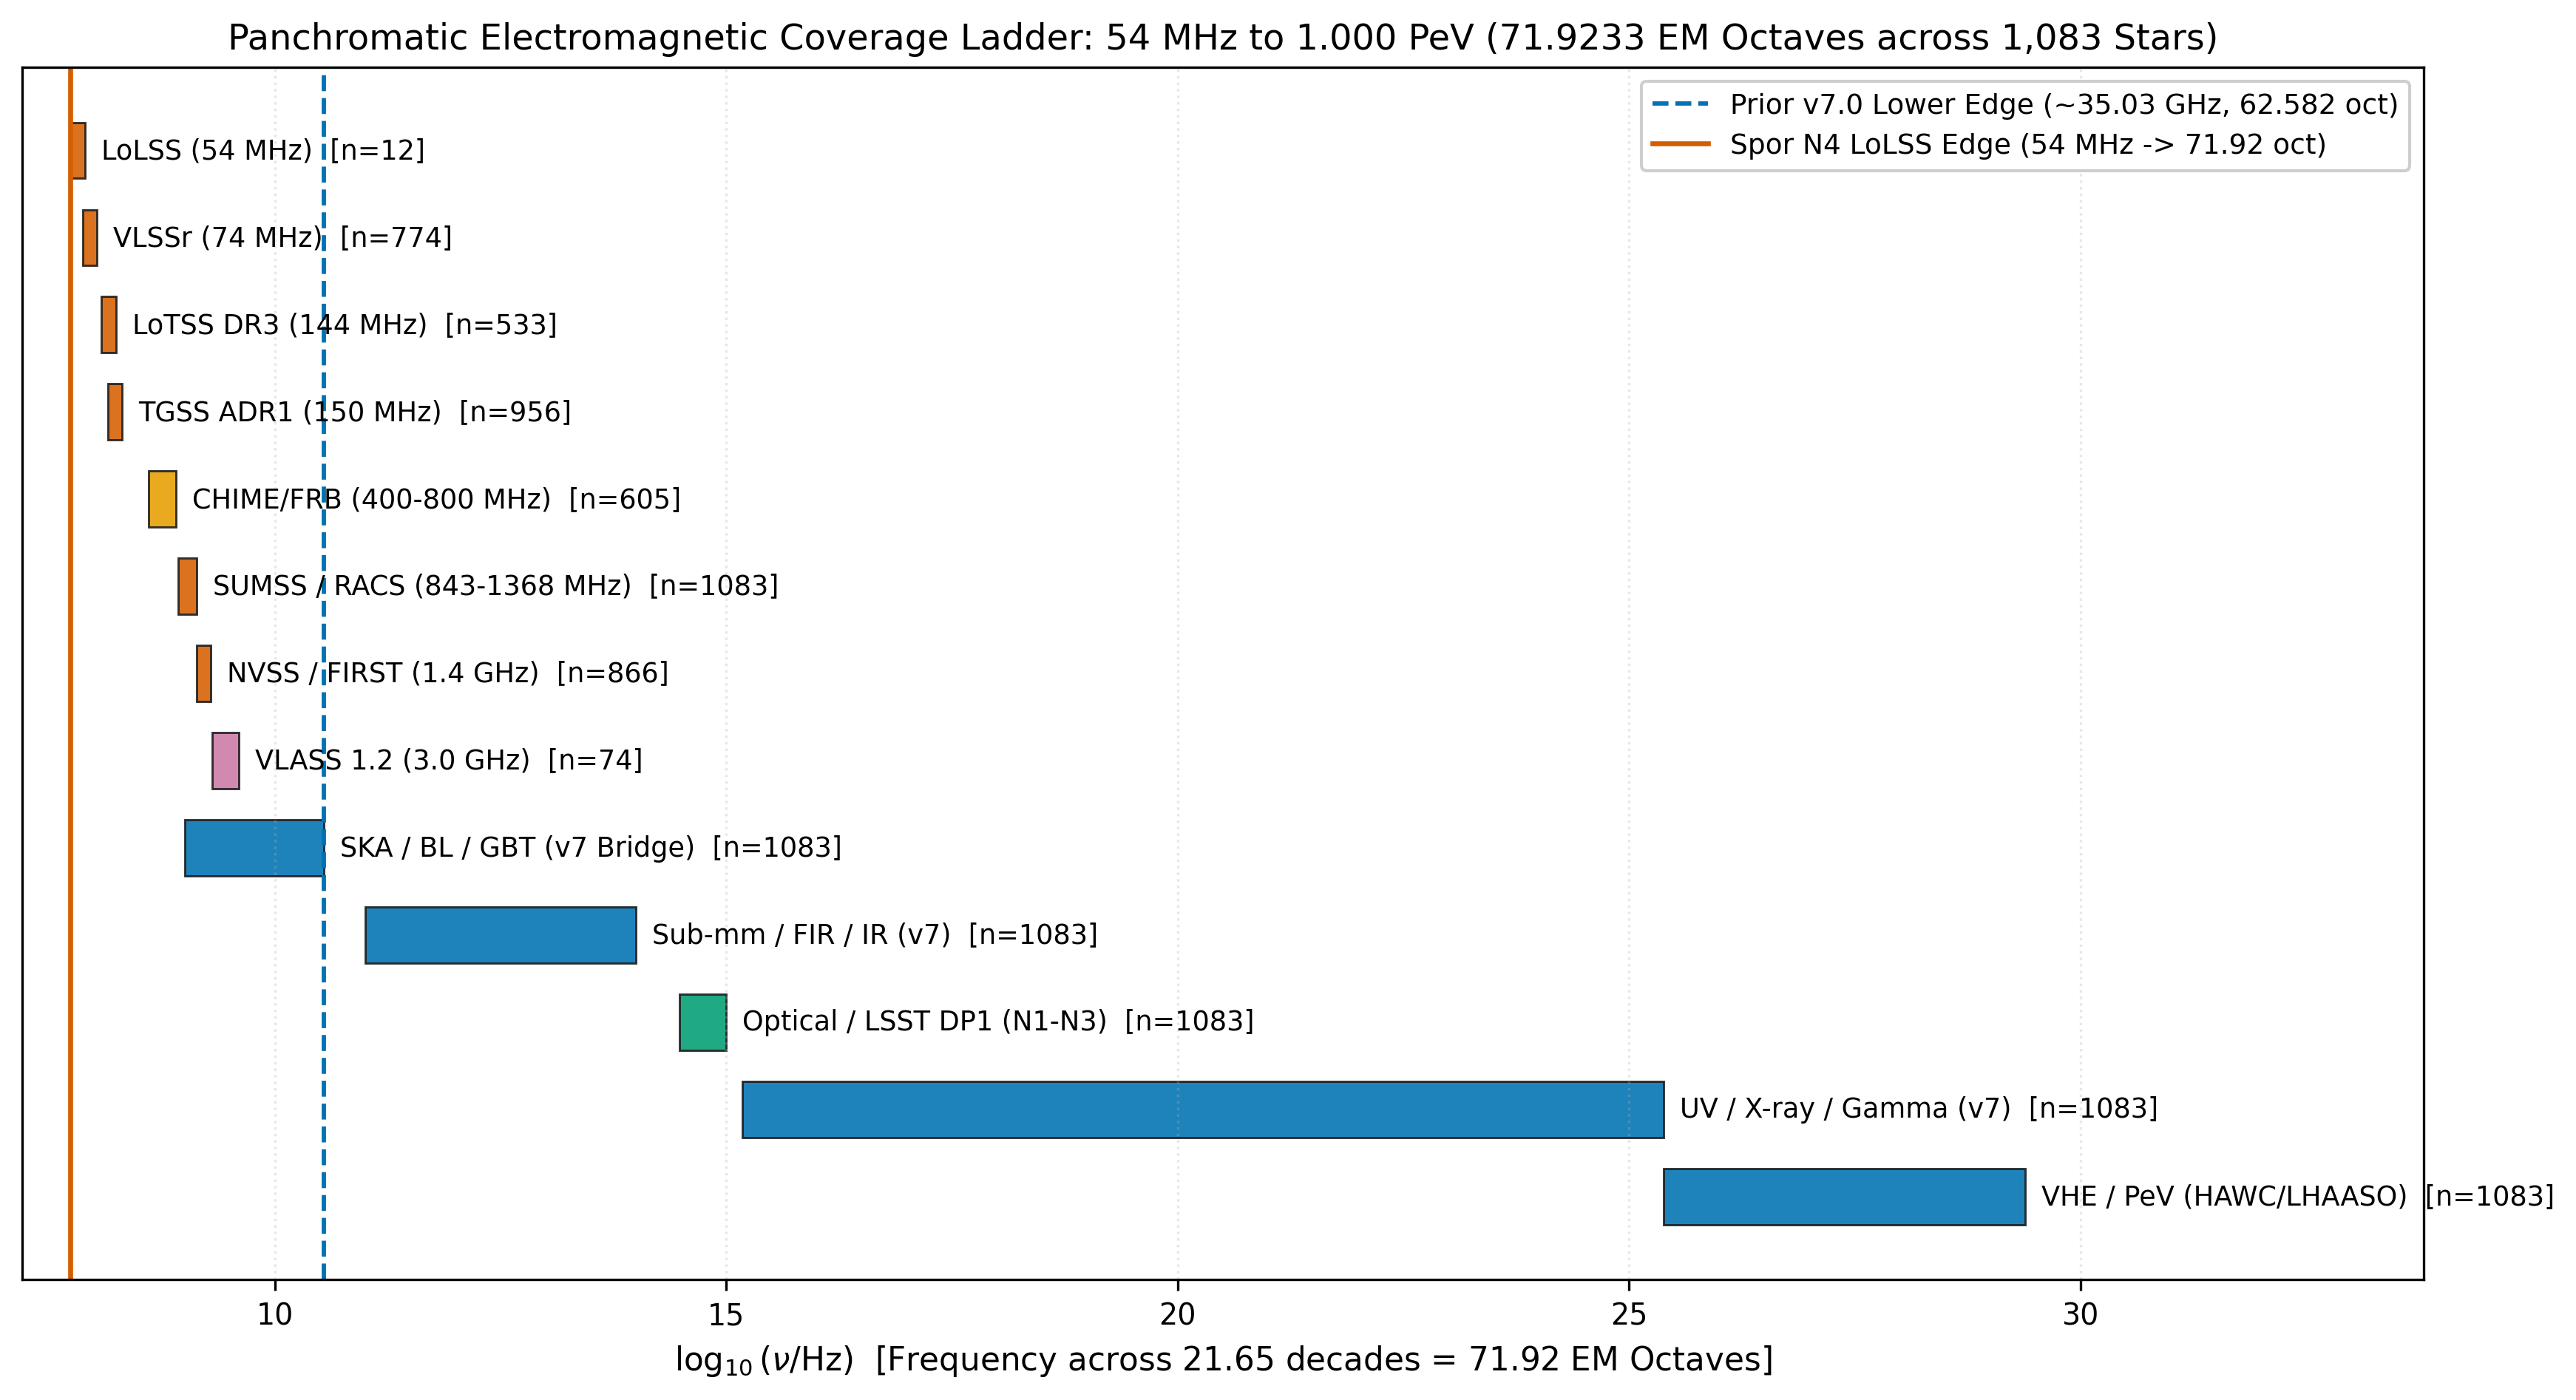 Panchromatic Electromagnetic Coverage Ladder: 54 MHz to 1.000 PeV (71.9233 EM Octaves across 1,083 Stars)
Prior v7.0 Lower Edge (~35.03 GHz, 62.582 oct)
Spor N4 LoLSS Edge (54 MHz -> 71.92 oct)
LoLSS (54 MHz) [n=12]
VLSSr (74 MHz) [n=774]
LoTSS DR3 (144 MHz) [n=533]
TGSS ADR1 (150 MHz) [n=956]
CHIME/FRB (400-800 MHz) [n=605]
SUMSS / RACS (843-1368 MHz) [n=1083]
NVSS / FIRST (1.4 GHz) [n=866]
VLASS 1.2 (3.0 GHz) [n=74]
SKA / BL / GBT (v7 Bridge) [n=1083]
Sub-mm / FIR / IR (v7) [n=1083]
Optical / LSST DP1 (N1-N3) [n=1083]
UV / X-ray / Gamma (v7) [n=1083]
VHE / PeV (HAWC/LHAASO) [n=1083]
10 15 20 25 30
log₁₀(ν/Hz) [Frequency across 21.65 decades = 71.92 EM Octaves]